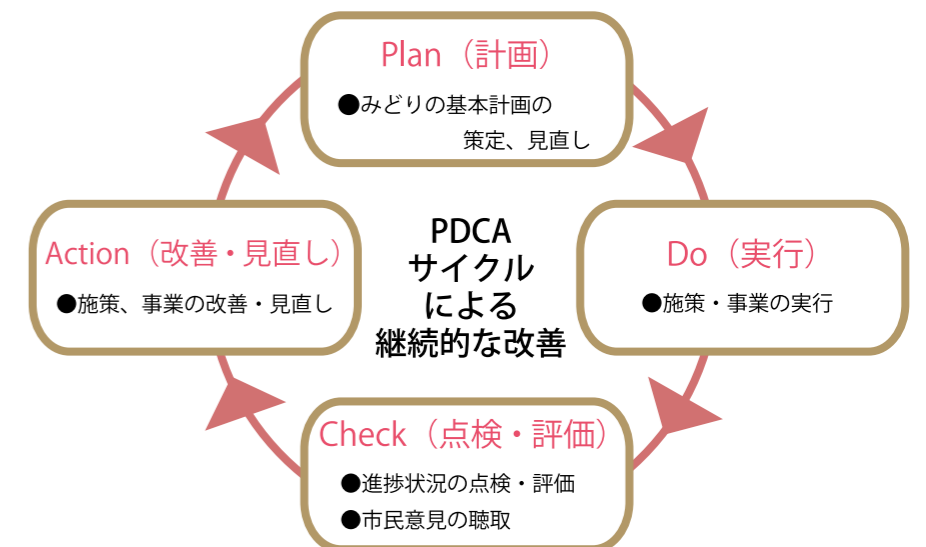 Plan（計画）
●みどりの基本計画の
策定、見直し
Action（改善・見直し）
●施策、事業の改善・見直し
PDCA
サイクル
による
継続的な改善
Do（実行）
●施策・事業の実行
Check（点検・評価）
●進捗状況の点検・評価
●市民意見の聴取